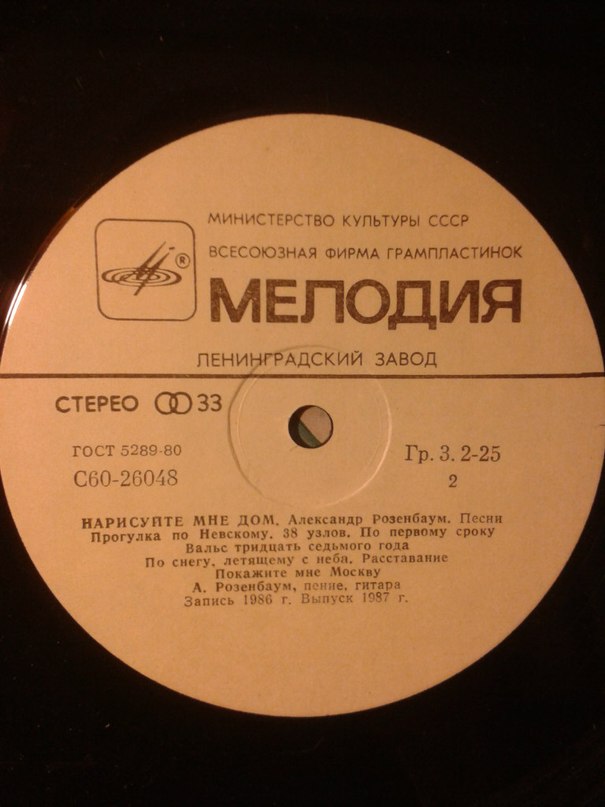 МИНИСТЕРСТВО КУЛЬТУРЫ СССР
ВСЕСОЮЗНАЯ ФИРМА ГРАМПЛАСТИНОК
®
МЕЛОДИЯ
ЛЕНИНГРАДСКИЙ ЗАВОД
СТЕРЕО 33
ГОСТ 5289-80
Гр. 3. 2-25
С60-26048
2
НАРИСУЙТЕ МНЕ ДОМ. Александр Розенбаум. Песни
Прогулка по Невскому. 38 узлов. По первому сроку
Вальс тридцать седьмого года
По снегу, летящему с неба. Расставание
Покажите мне Москву
А. Розенбаум, пение, гитара
Запись 1986 г. Выпуск 1987 г.